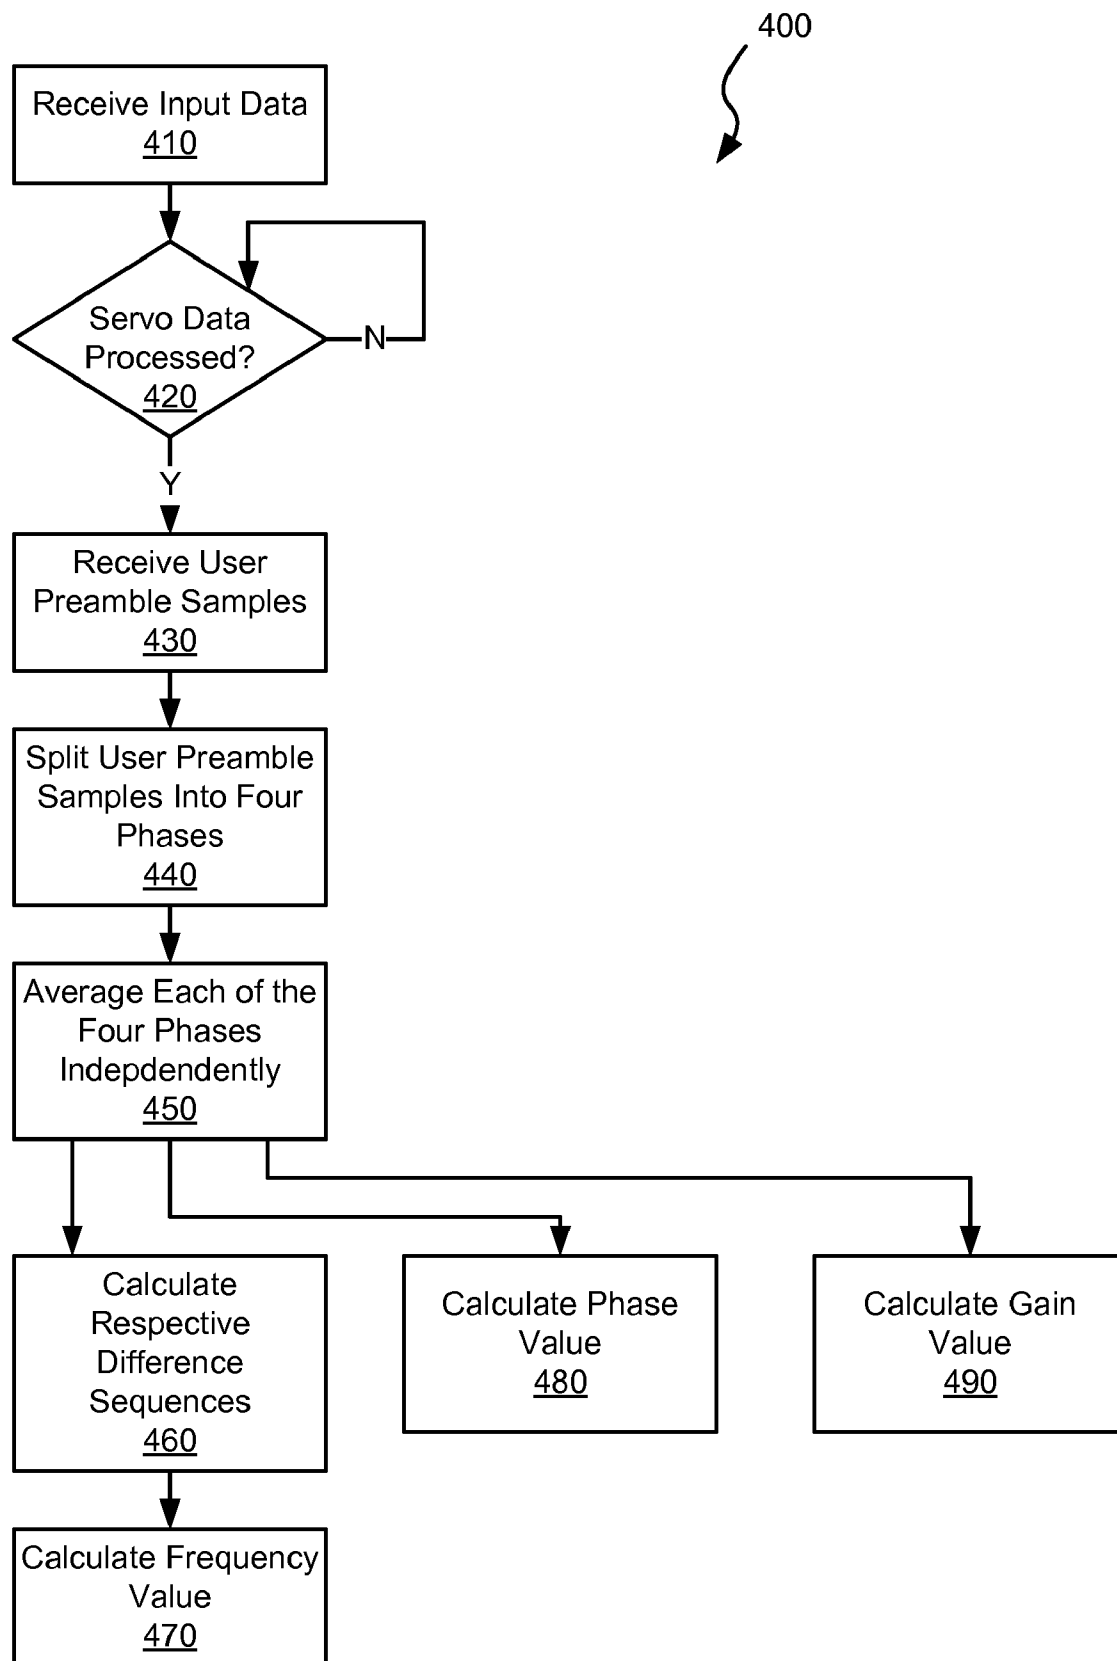 400
Receive Input Data
410
Servo Data
Processed?
420
N
Y
Receive User
Preamble Samples
430
Split User Preamble
Samples Into Four
Phases
440
Average Each of the
Four Phases
Indepdendently
450
Calculate
Respective
Difference
Sequences
460
Calculate Phase
Value
480
Calculate Gain
Value
490
Calculate Frequency
Value
470